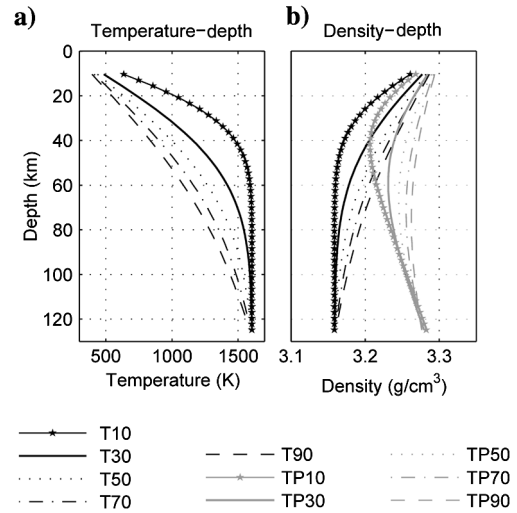 a) Temperature−depth
b) Density−depth
0
20
40
60
80
100
120
Depth (km)
500 1000 1500
Temperature (K)
3.1 3.2 3.3
Density (g/cm³)
T10
T30
T50
T70
T90
TP10
TP30
TP50
TP70
TP90